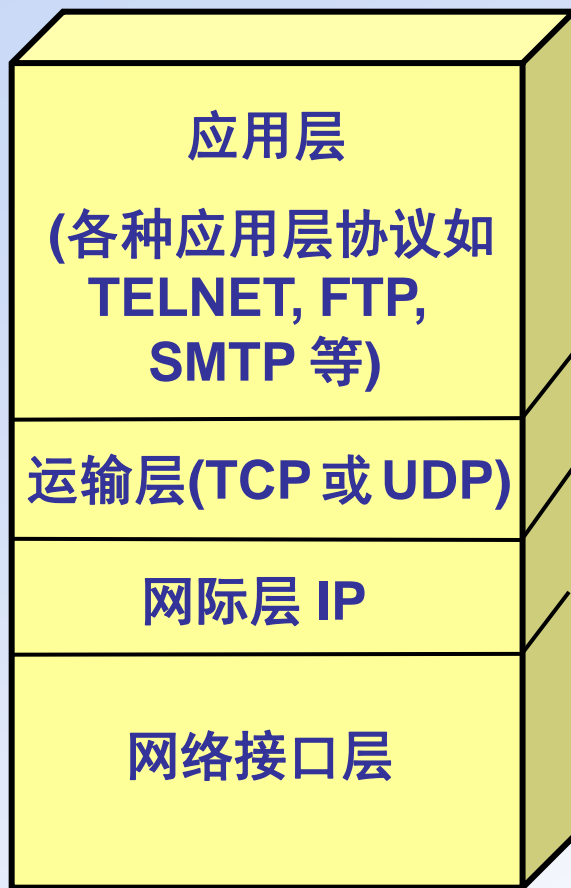 应用层
(各种应用层协议如
TELNET, FTP,
SMTP 等)
运输层(TCP 或 UDP)
网际层 IP
网络接口层